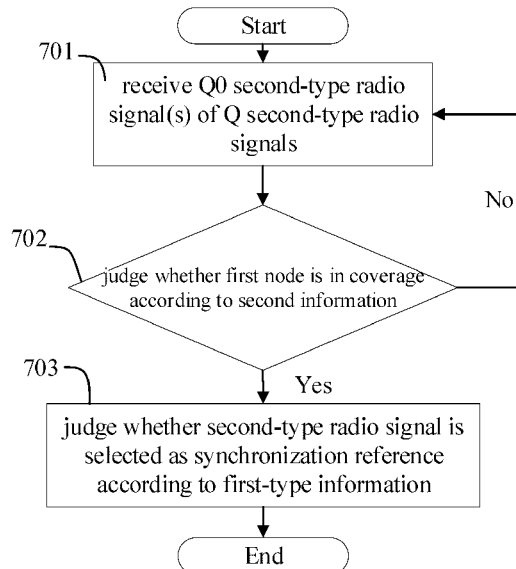 Start
701
receive Q0 second-type radio
signal(s) of Q second-type radio
signals
No
702
judge whether first node is in coverage
according to second information
703
Yes
judge whether second-type radio signal is
selected as synchronization reference
according to first-type information
End